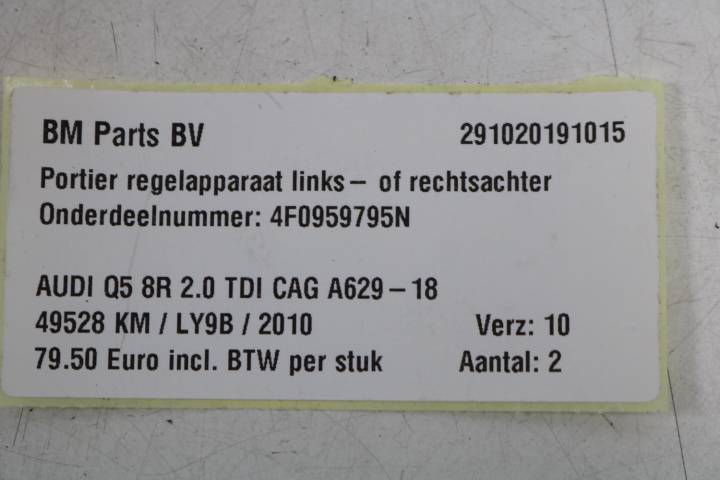 BM Parts BV 291020191015
Portier regelapparaat links- of rechtsachter
Onderdeelnummer: 4F0959795N
AUDI Q5 8R 2.0 TDI CAG A629-18
49528 KM / LY9B / 2010 Verz: 10
79.50 Euro incl. BTW per stuk Aantal: 2